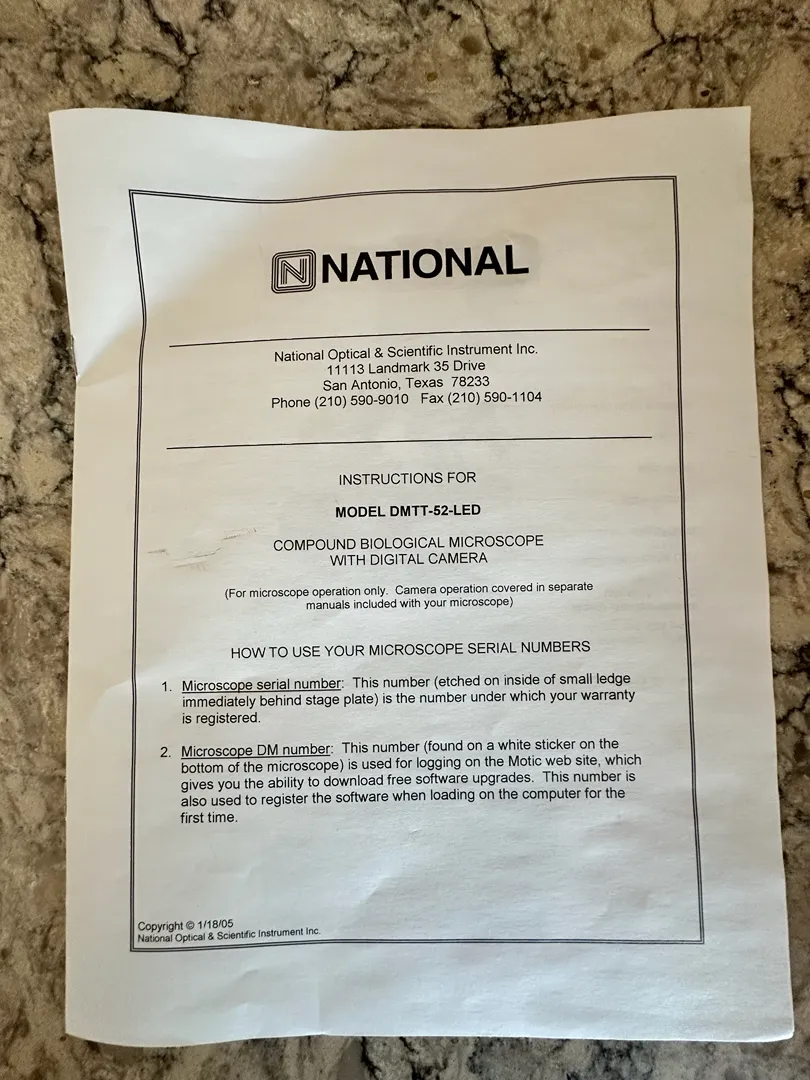 N NATIONAL
National Optical & Scientific Instrument Inc.
11113 Landmark 35 Drive
San Antonio, Texas 78233
Phone (210) 590-9010 Fax (210) 590-1104
INSTRUCTIONS FOR
MODEL DMTT-52-LED
COMPOUND BIOLOGICAL MICROSCOPE
WITH DIGITAL CAMERA
(For microscope operation only. Camera operation covered in separate
manuals included with your microscope)
HOW TO USE YOUR MICROSCOPE SERIAL NUMBERS
1. Microscope serial number: This number (etched on inside of small ledge
immediately behind stage plate) is the number under which your warranty
is registered.
2. Microscope DM number: This number (found on a white sticker on the
bottom of the microscope) is used for logging on the Motic web site, which
gives you the ability to download free software upgrades. This number is
also used to register the software when loading on the computer for the
first time.
Copyright © 1/18/05
National Optical & Scientific Instrument Inc.